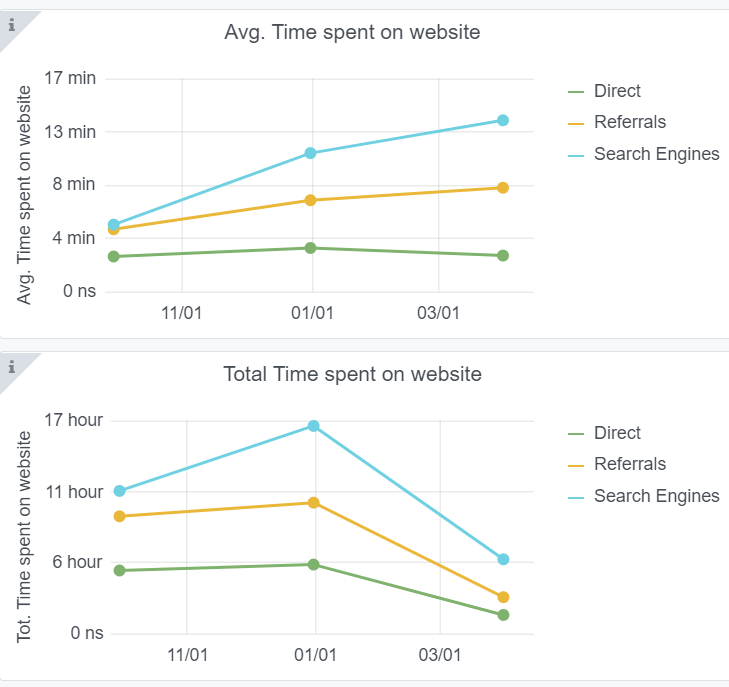 i
Avg. Time spent on website
Avg. Time spent on website
17 min
13 min
8 min
4 min
0 ns
11/01
01/01
03/01
Direct
Referrals
Search Engines
i
Total Time spent on website
Tot. Time spent on website
17 hour
11 hour
6 hour
0 ns
11/01
01/01
03/01
Direct
Referrals
Search Engines